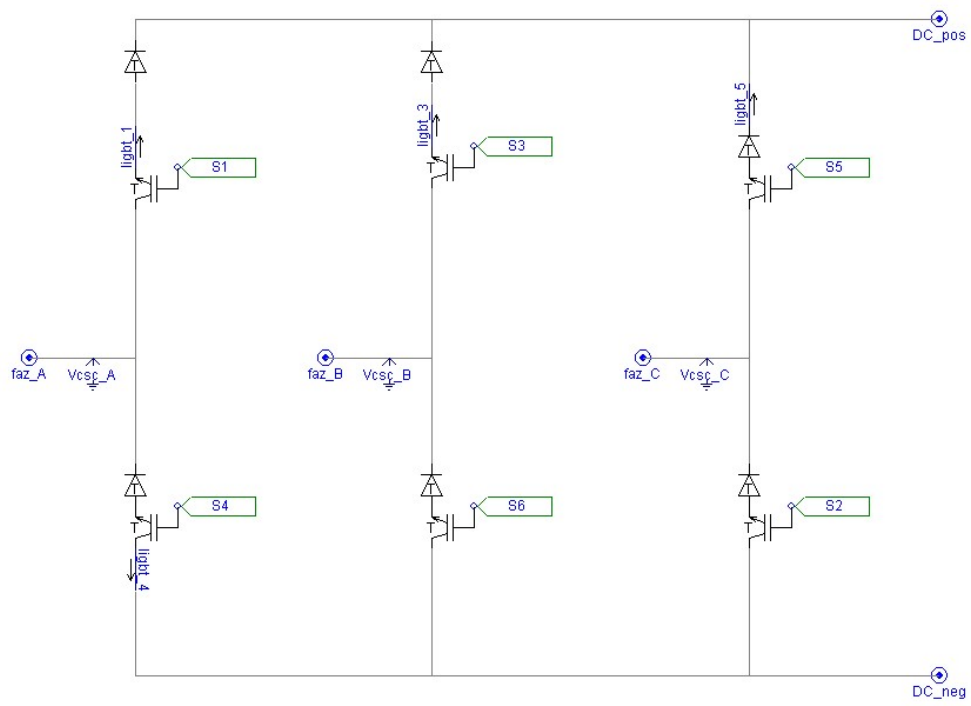 DC_pos
Iigbt_1
S1
Iigbt_3
S3
Iigbt_5
S5
faz_A
Vcsc_A
faz_B
Vcsc_B
faz_C
Vcsc_C
S4
Iigbt_4
S6
S2
DC_neg
T
T
T
T
T
T
T
T
T
T
T
T